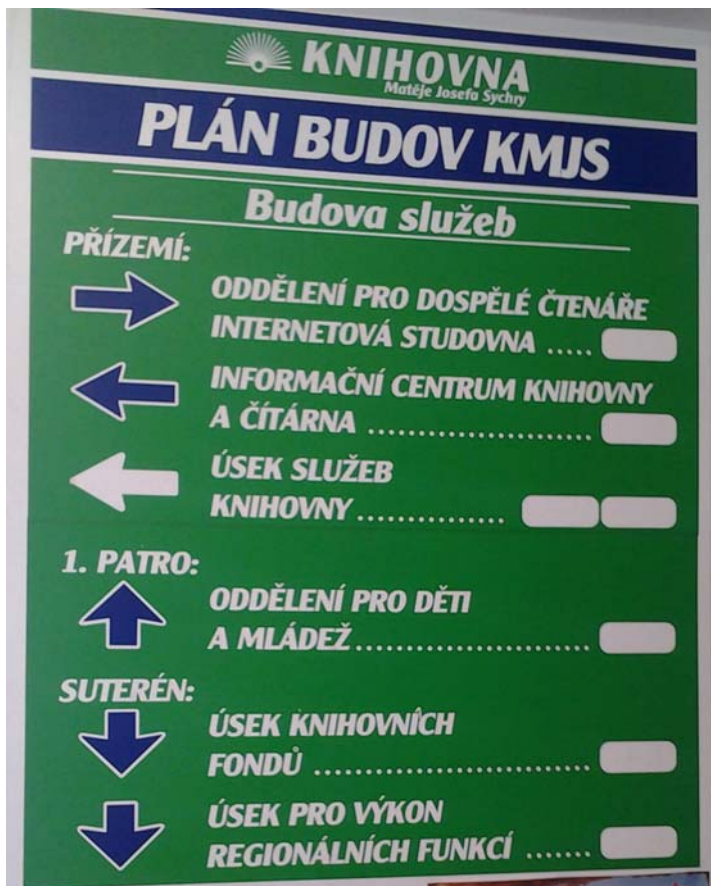 KNIHOVNA
Matěje Josefa Sychry
PLÁN BUDOV KMJS
Budova služeb
PŘÍZEMÍ:
ODDĚLENÍ PRO DOSPĚLÉ ČTENÁŘE
INTERNETOVÁ STUDOVNA .....
INFORMAČNÍ CENTRUM KNIHOVNY
A ČÍTÁRNA ........................
ÚSEK SLUŽEB
KNIHOVNY ................
1. PATRO:
ODDĚLENÍ PRO DĚTI
A MLÁDEŽ .........................
SUTERÉN:
ÚSEK KNIHOVNÍCH
FONDŮ ..............................
ÚSEK PRO VÝKON
REGIONÁLNÍCH FUNKCÍ .......